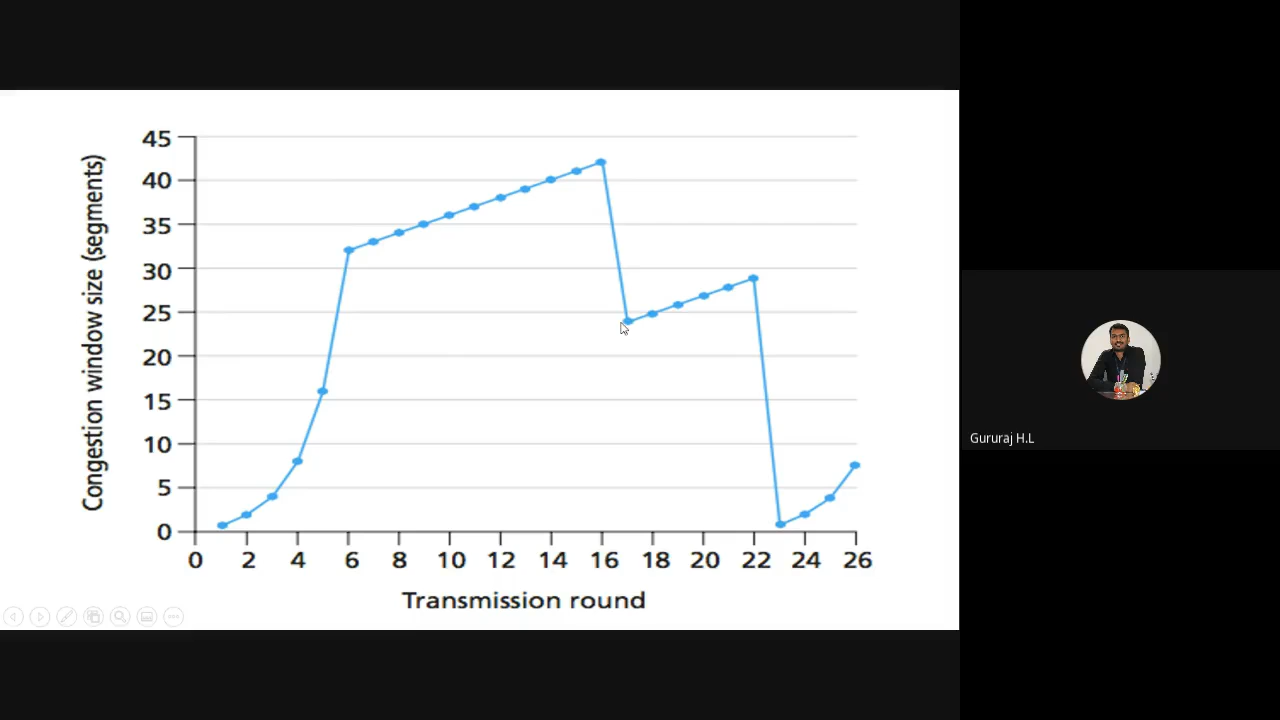 Congestion window size (segments)
45
40
35
30
25
20
15
10
5
0
0 2 4 6 8 10 12 14 16 18 20 22 24 26
Transmission round
Gururaj H.L